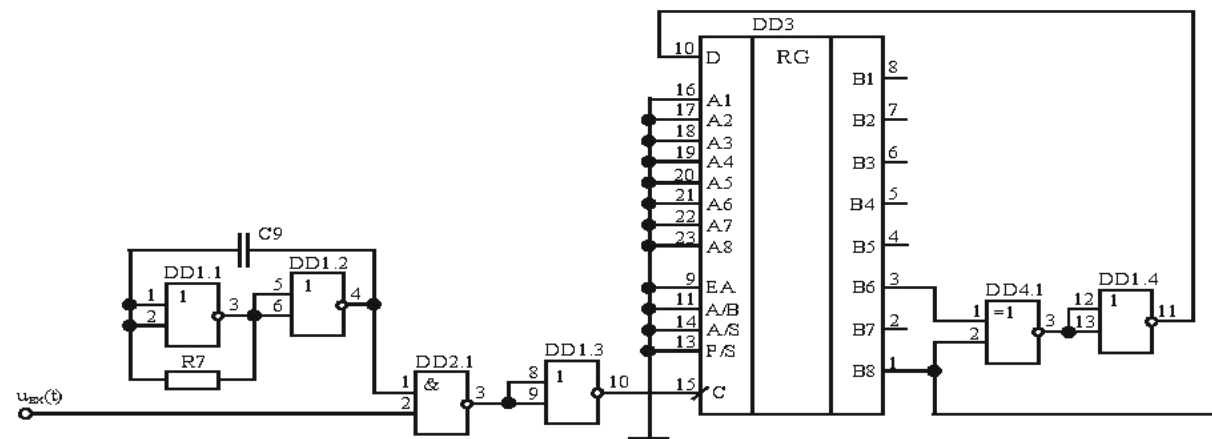 DD3
10 D RG
B1 8
16 A1
17 A2
B2 7
18 A3
19 A4
B3 6
20 A5
21 A6
B4 5
22 A7
23 A8
B5 4
C9
DD1.1
DD1.2
1 1 3
2
5 1 4
6
R7
9 EA
B6 3
11 A/B
14 A/S
B7 2
13 P/S
B8 1
DD4.1
1 =1 3
2
DD1.4
12 1 11
13
DD2.1
1 & 3
2
DD1.3
8 1 10
9
15 C
uвх(t)